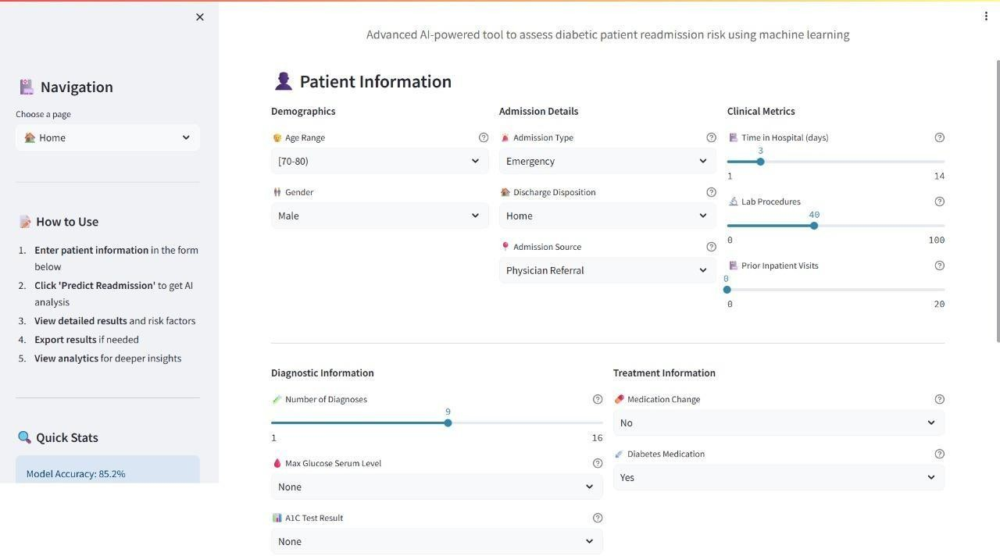 Navigation
Choose a page
Home
How to Use
1. Enter patient information in the form
below
2. Click 'Predict Readmission' to get AI
analysis
3. View detailed results and risk factors
4. Export results if needed
5. View analytics for deeper insights
Quick Stats
Model Accuracy: 85.2%
Advanced AI-powered tool to assess diabetic patient readmission risk using machine learning
Patient Information
Demographics
Age Range
[70-80)
Gender
Male
Admission Details
Admission Type
Emergency
Discharge Disposition
Home
Admission Source
Physician Referral
Clinical Metrics
Time in Hospital (days)
3
1 14
Lab Procedures
40
0 100
Prior Inpatient Visits
0
0 20
Diagnostic Information
Number of Diagnoses
9
1 16
Max Glucose Serum Level
None
A1C Test Result
None
Treatment Information
Medication Change
No
Diabetes Medication
Yes